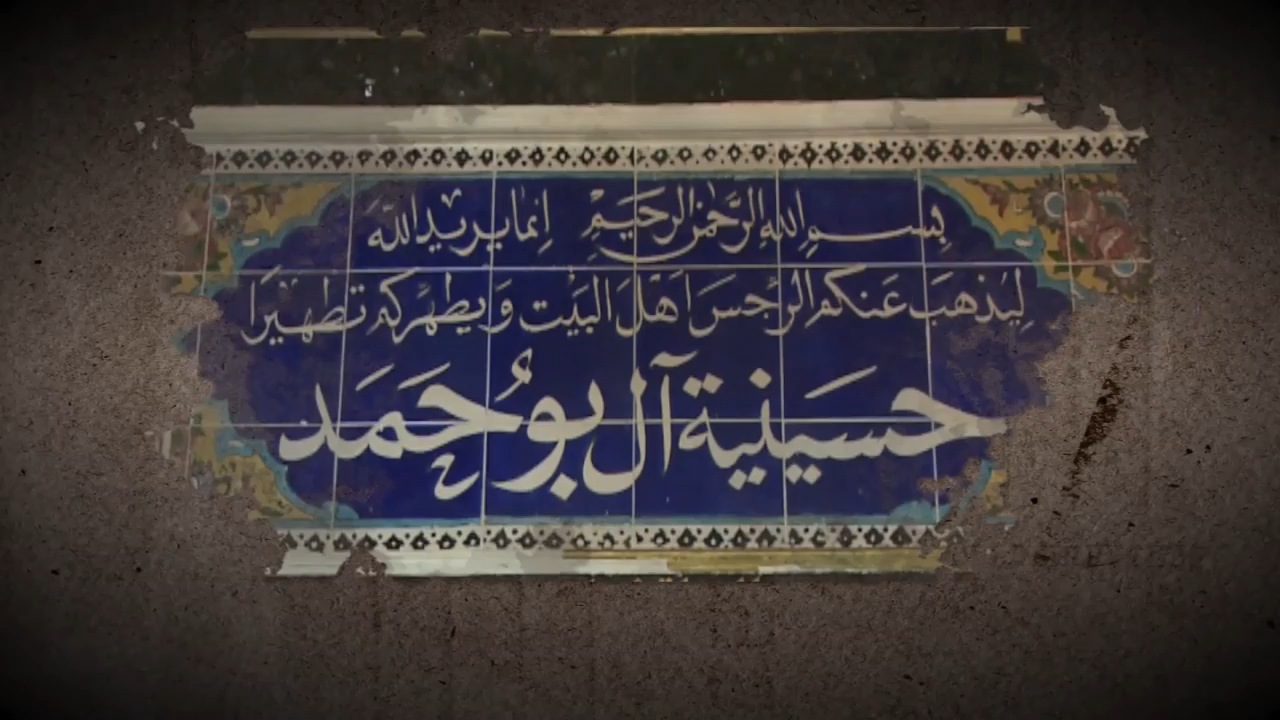 بسم الله الرحمن الرحيم إنما يريد الله
ليذهب عنكم الرجس أهل البيت ويطهركم تطهيرا
حسينية آل بوحمد